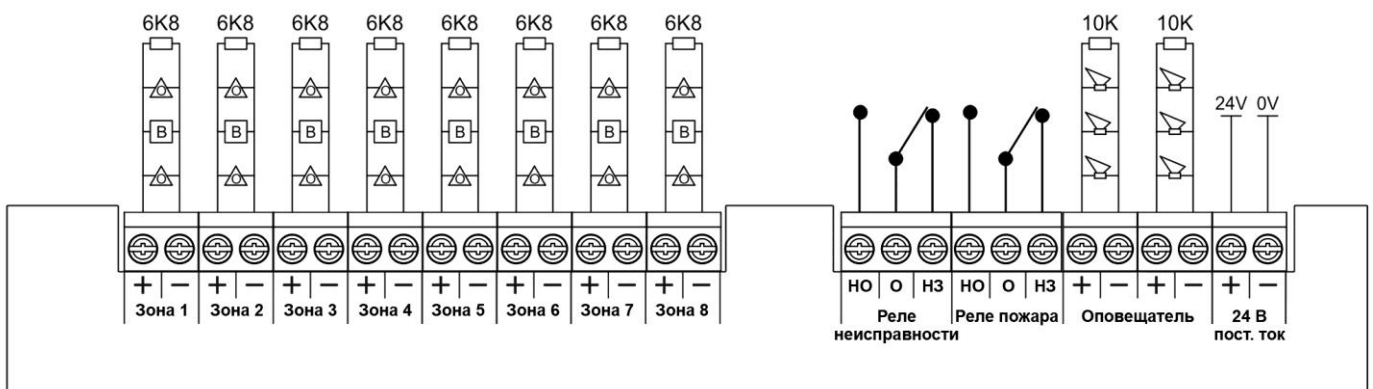 6K8 6K8 6K8 6K8 6K8 6K8 6K8 6K8 10K 10K
O O O O O O O O
24V 0V
B B B B B B B B
O O O O O O O O
+ − + − + − + − + − + − + − + − НО О НЗ НО О НЗ + − + − + −
Зона 1 Зона 2 Зона 3 Зона 4 Зона 5 Зона 6 Зона 7 Зона 8 Реле Реле пожара Оповещатель 24 В
неисправности пост. ток